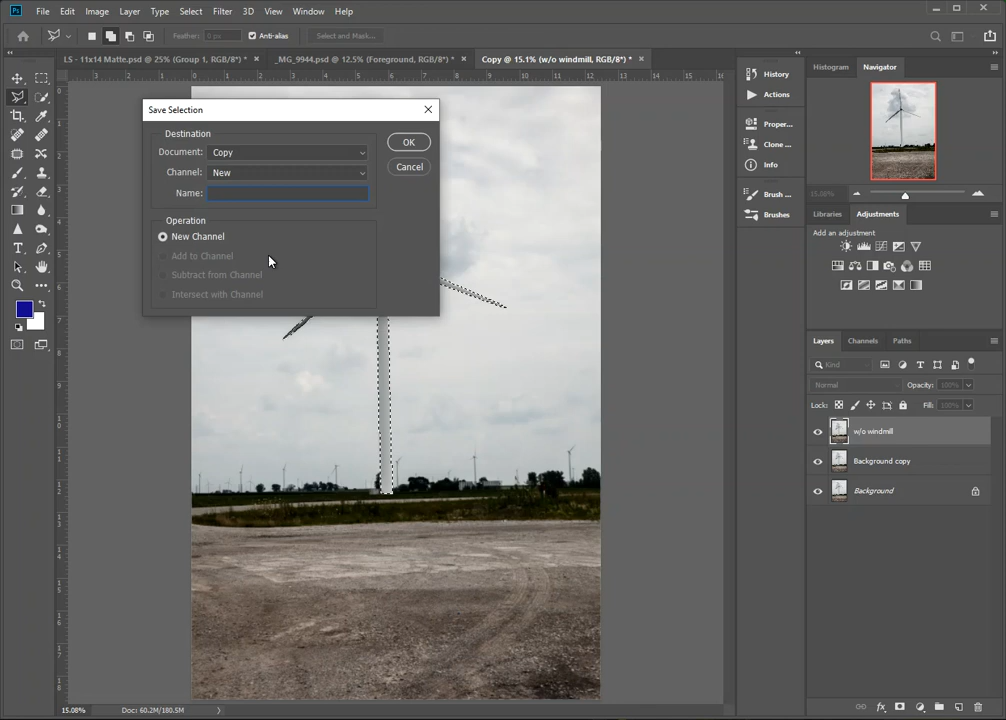 Ps File Edit Image Layer Type Select Filter 3D View Window Help
Feather: 0 px Anti-alias Select and Mask...
LS - 11x14 Matte.psd @ 25% (Group 1, RGB/8*) * × _MG_9944.psd @ 12.5% (Foreground, RGB/8*) * × Copy @ 15.1% (w/o windmill, RGB/8*) * ×
Save Selection
Destination
Document: Copy
Channel: New
Name:
OK
Cancel
Operation
New Channel
Add to Channel
Subtract from Channel
Intersect with Channel
History
Actions
Proper...
Clone ...
Info
Brush ...
Brushes
Histogram Navigator
15.08%
Libraries Adjustments
Add an adjustment
Layers Channels Paths
Kind
Normal Opacity: 100%
Lock: Fill: 100%
w/o windmill
Background copy
Background
15.08% Doc: 60.2M/180.5M